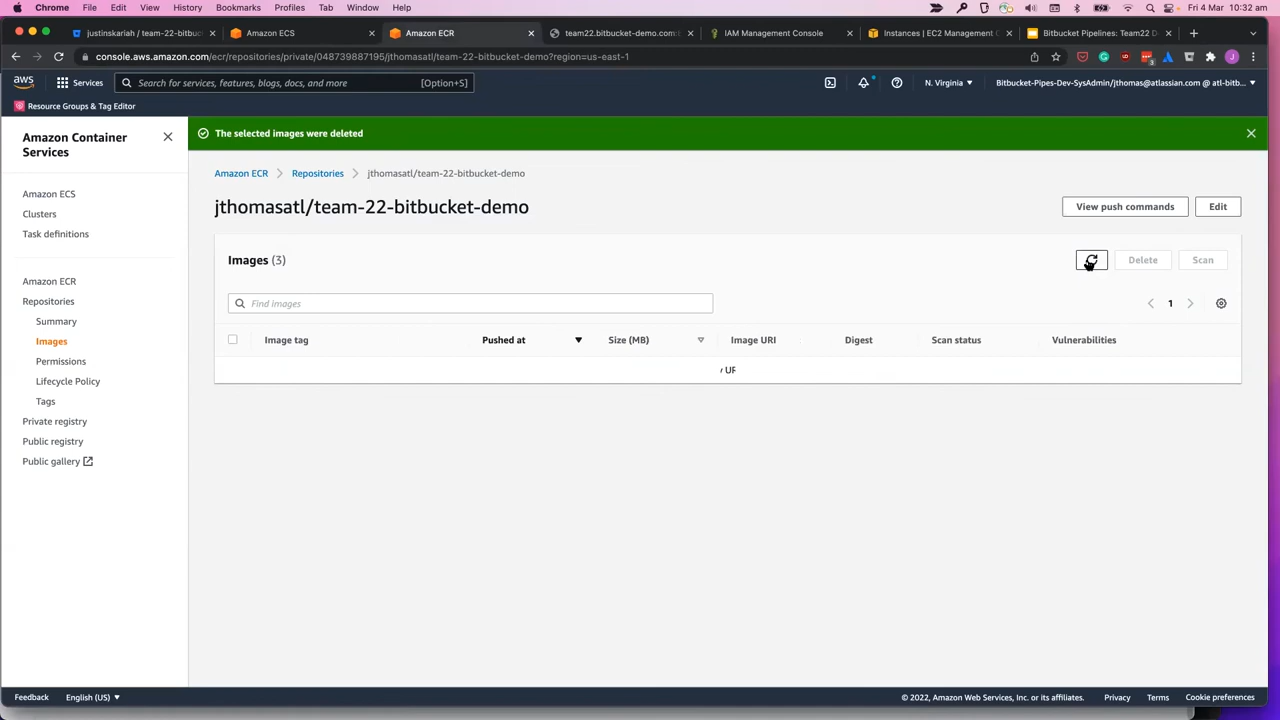 Chrome File Edit View History Bookmarks Profiles Tab Window Help Fri 4 Mar 10:32 am
justinskariah / team-22-bitbuc Amazon ECS Amazon ECR team22.bitbucket-demo.com: IAM Management Console Instances | EC2 Management C Bitbucket Pipelines: Team22 D
console.aws.amazon.com/ecr/repositories/private/048739887195/jthomasatl/team-22-bitbucket-demo?region=us-east-1
aws Services Search for services, features, blogs, docs, and more [Option+S] N. Virginia Bitbucket-Pipes-Dev-SysAdmin/jthomas@atlassian.com @ atl-bitb...
Resource Groups & Tag Editor
Amazon Container
Services
Amazon ECS
Clusters
Task definitions
Amazon ECR
Repositories
Summary
Images
Permissions
Lifecycle Policy
Tags
Private registry
Public registry
Public gallery
The selected images were deleted
Amazon ECR Repositories jthomasatl/team-22-bitbucket-demo
jthomasatl/team-22-bitbucket-demo
View push commands Edit
Images (3)
Delete Scan
Find images
1
Image tag Pushed at Size (MB) Image URI Digest Scan status Vulnerabilities
Feedback English (US) © 2022, Amazon Web Services, Inc. or its affiliates. Privacy Terms Cookie preferences